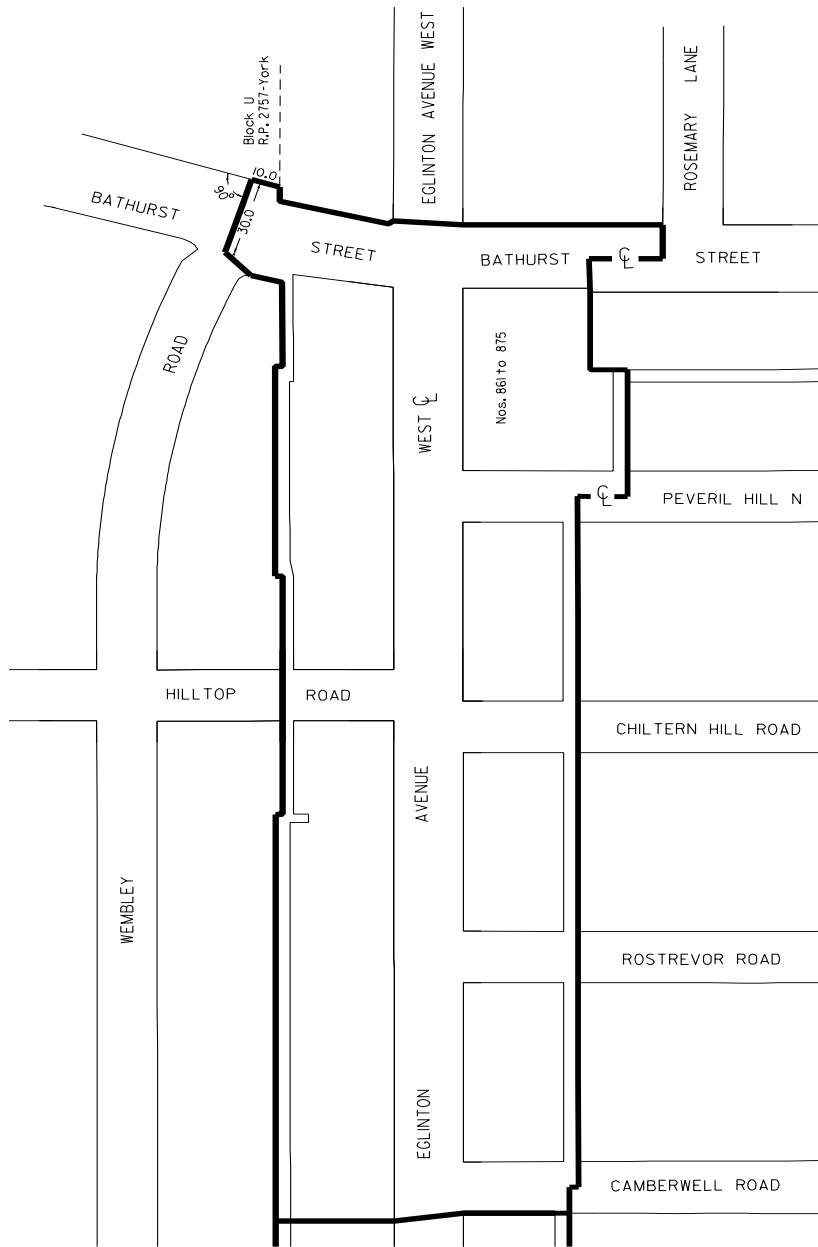 EGLINTON AVENUE WEST
ROSEMARY LANE
Block U
R.P. 2757-York
10.0
90°
30.0
BATHURST
STREET
BATHURST
℄
STREET
ROAD
Nos. 861 to 875
WEST ℄
℄
PEVERIL HILL N
HILLTOP
ROAD
CHILTERN HILL ROAD
AVENUE
WEMBLEY
ROSTREVOR ROAD
EGLINTON
CAMBERWELL ROAD